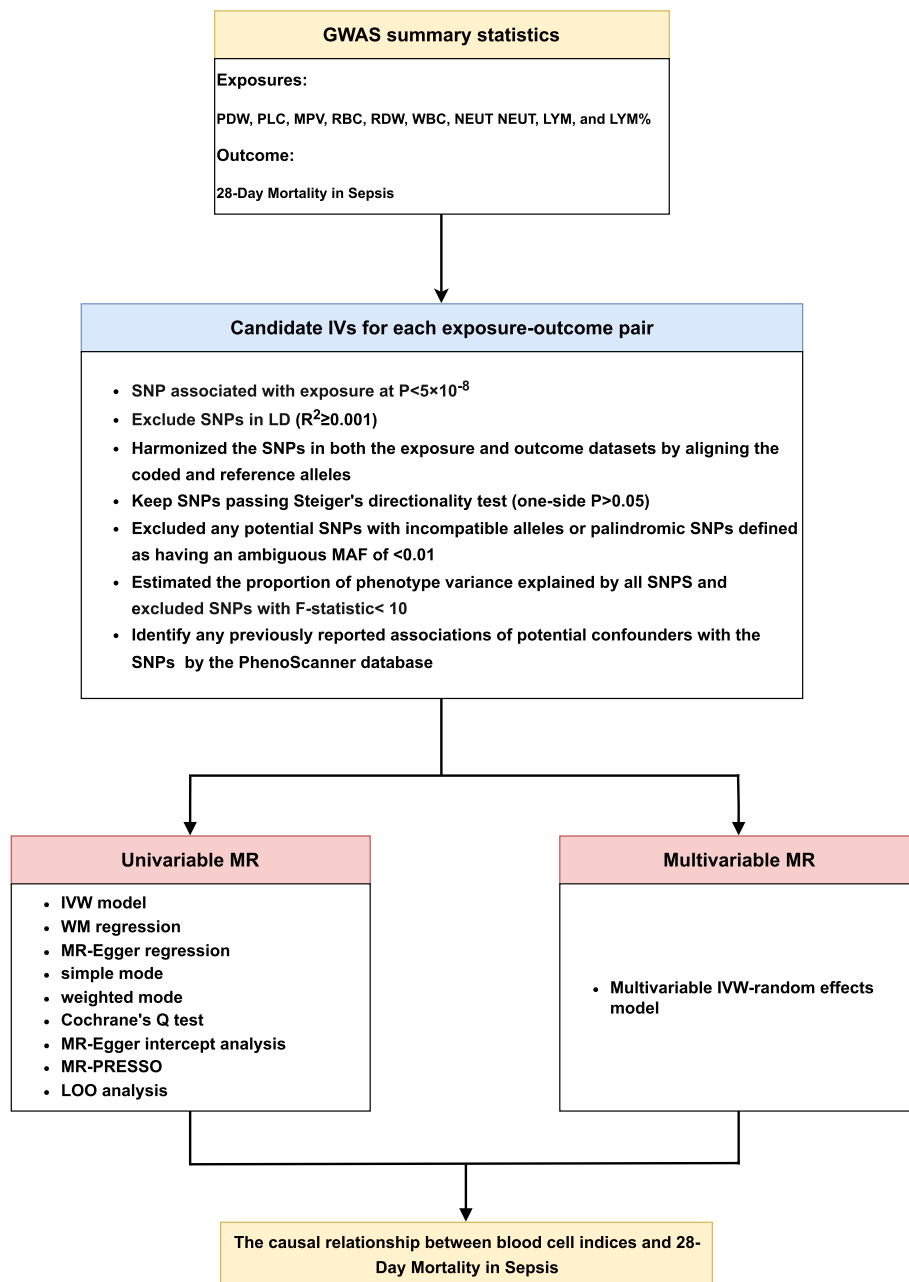 GWAS summary statistics
Exposures:
PDW, PLC, MPV, RBC, RDW, WBC, NEUT NEUT, LYM, and LYM%
Outcome:
28-Day Mortality in Sepsis
Candidate IVs for each exposure-outcome pair
• SNP associated with exposure at P<5×10⁻⁸
• Exclude SNPs in LD (R²≥0.001)
• Harmonized the SNPs in both the exposure and outcome datasets by aligning the
coded and reference alleles
• Keep SNPs passing Steiger's directionality test (one-side P>0.05)
• Excluded any potential SNPs with incompatible alleles or palindromic SNPs defined
as having an ambiguous MAF of <0.01
• Estimated the proportion of phenotype variance explained by all SNPS and
excluded SNPs with F-statistic< 10
• Identify any previously reported associations of potential confounders with the
SNPs by the PhenoScanner database
Univariable MR
• IVW model
• WM regression
• MR-Egger regression
• simple mode
• weighted mode
• Cochrane's Q test
• MR-Egger intercept analysis
• MR-PRESSO
• LOO analysis
Multivariable MR
• Multivariable IVW-random effects
model
The causal relationship between blood cell indices and 28-
Day Mortality in Sepsis